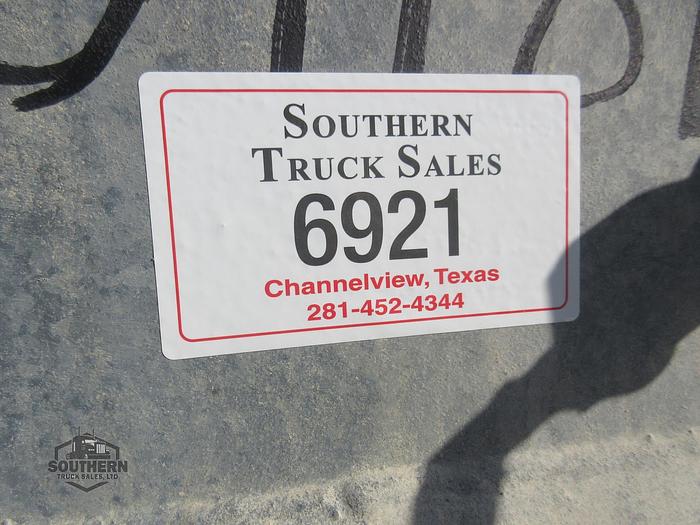 Southern
Truck Sales
6921
Channelview, Texas
281-452-4344
SOUTHERN
TRUCK SALES, LTD